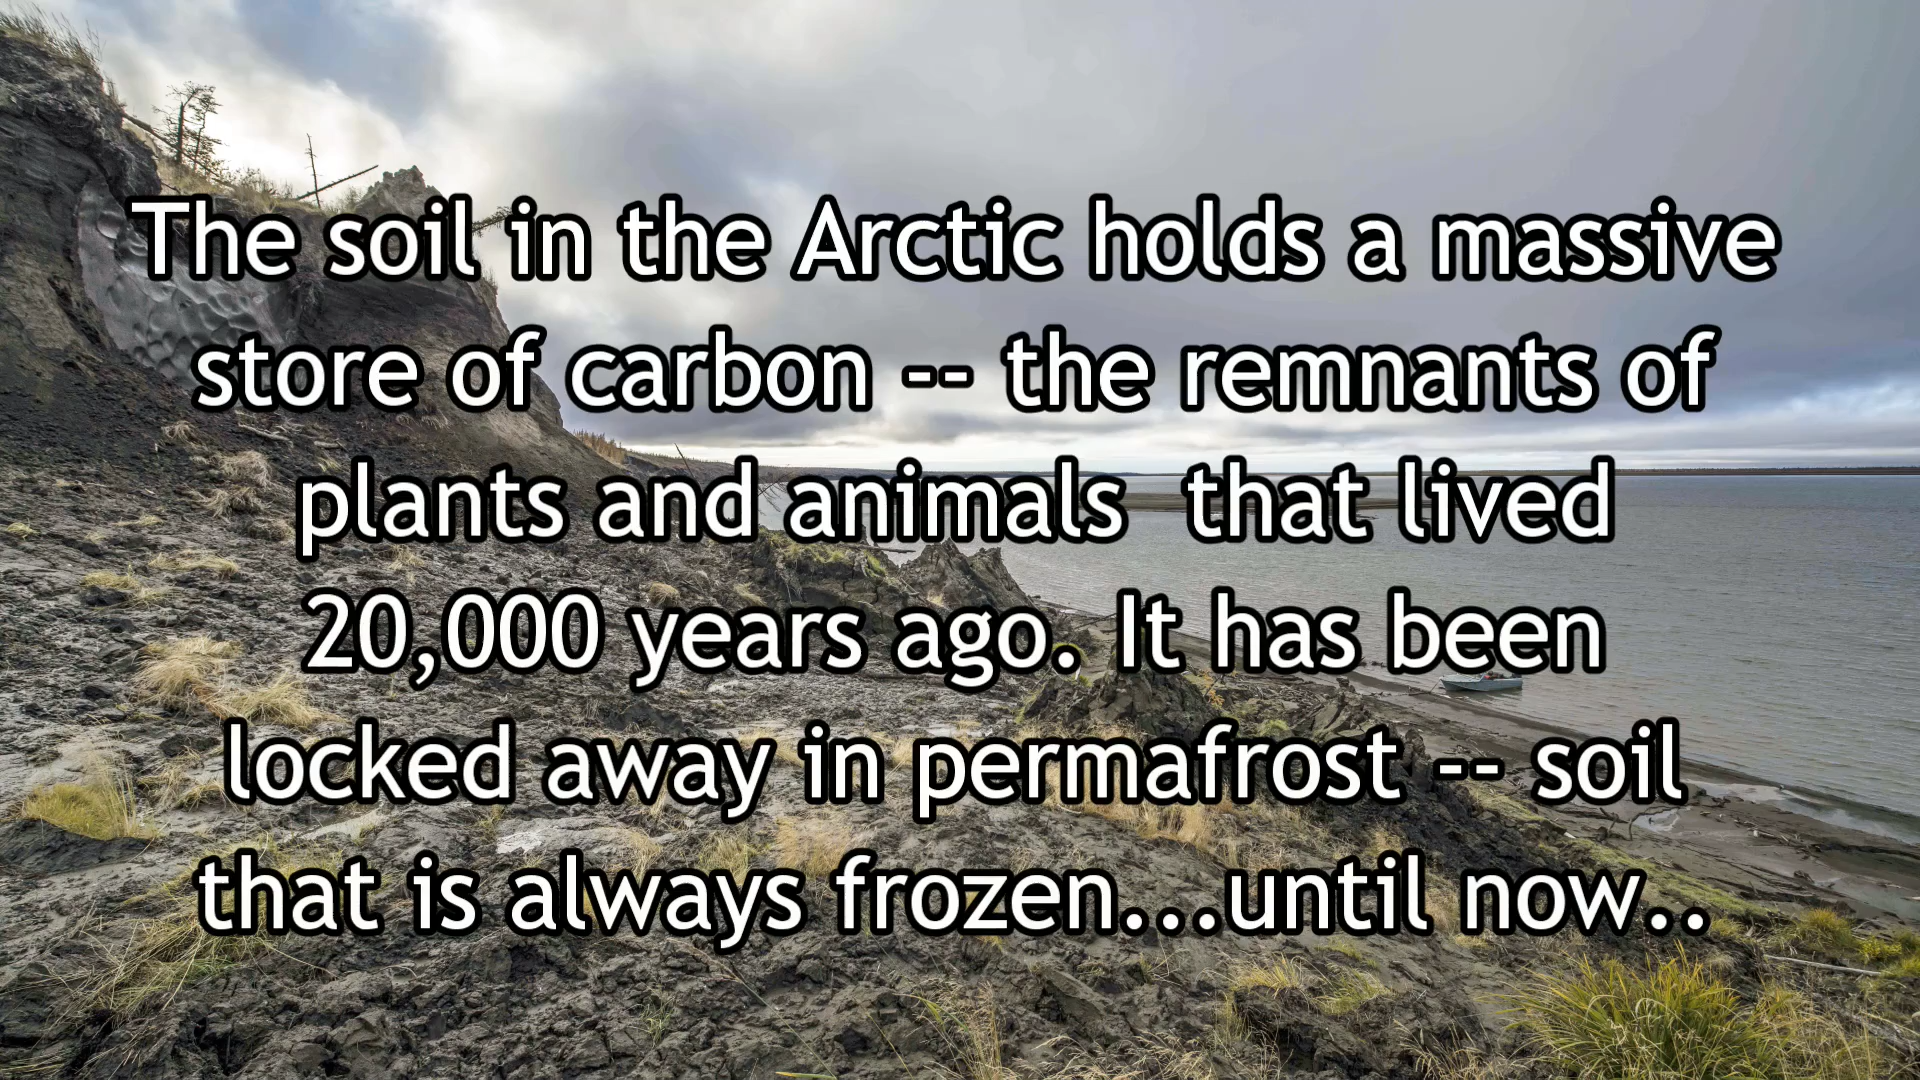 The soil in the Arctic holds a massive
store of carbon -- the remnants of
plants and animals  that lived
20,000 years ago. It has been
locked away in permafrost -- soil
that is always frozen...until now..